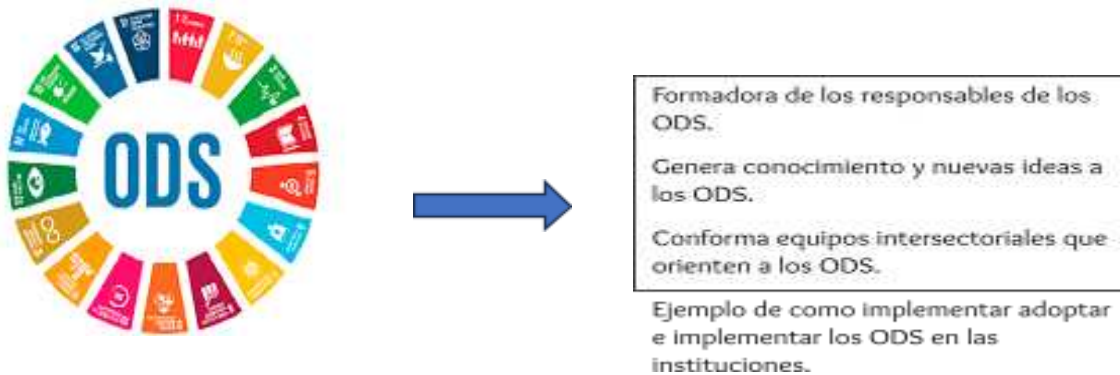 ODS
Formadora de los responsables de los
ODS.
Genera conocimiento y nuevas ideas a
los ODS.
Conforma equipos intersectoriales que
orienten a los ODS.
Ejemplo de como implementar adoptar
e implementar los ODS en las
instituciones.